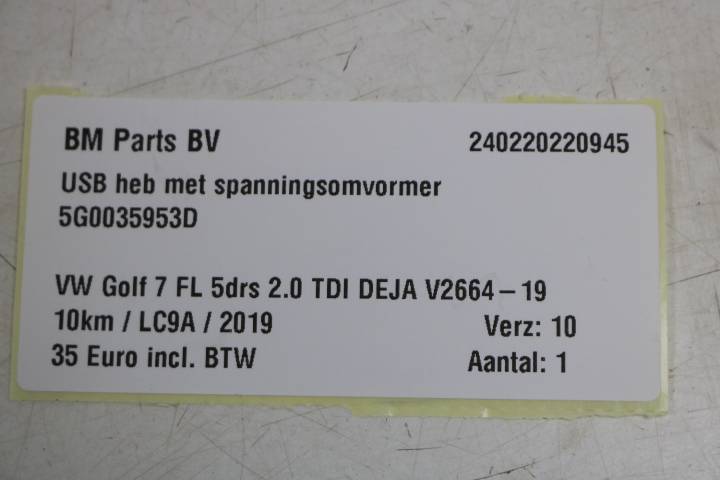 BM Parts BV 240220220945
USB heb met spanningsomvormer
5G0035953D
VW Golf 7 FL 5drs 2.0 TDI DEJA V2664 – 19
10km / LC9A / 2019 Verz: 10
35 Euro incl. BTW Aantal: 1